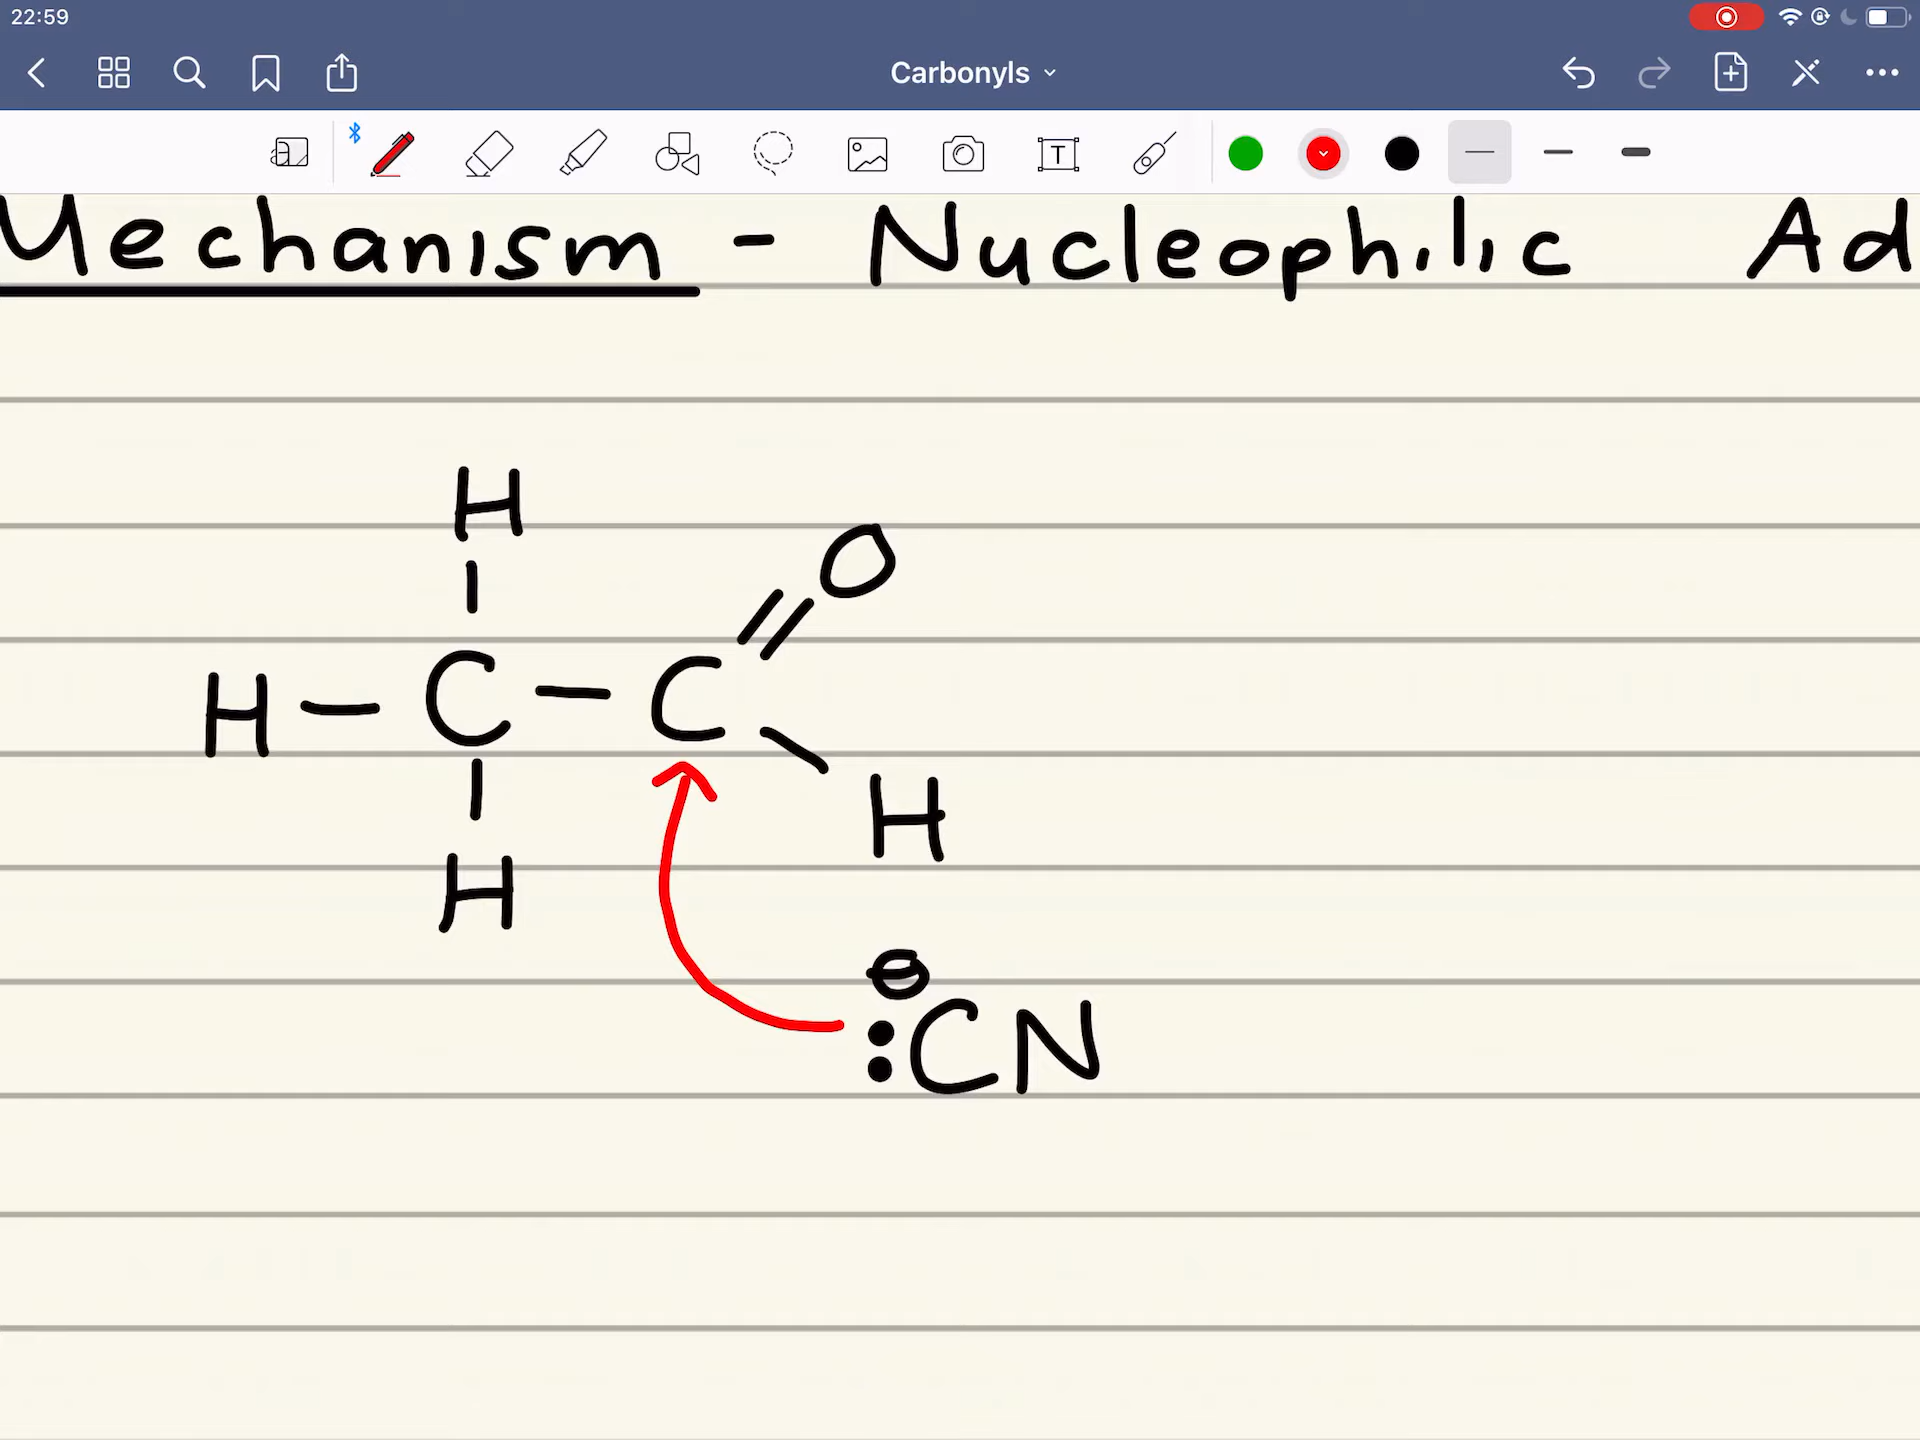 22:59
Carbonyls
a
T
Mechanism - Nucleophilic Ad
H
O
H - C - C
H
H
⊖
:CN